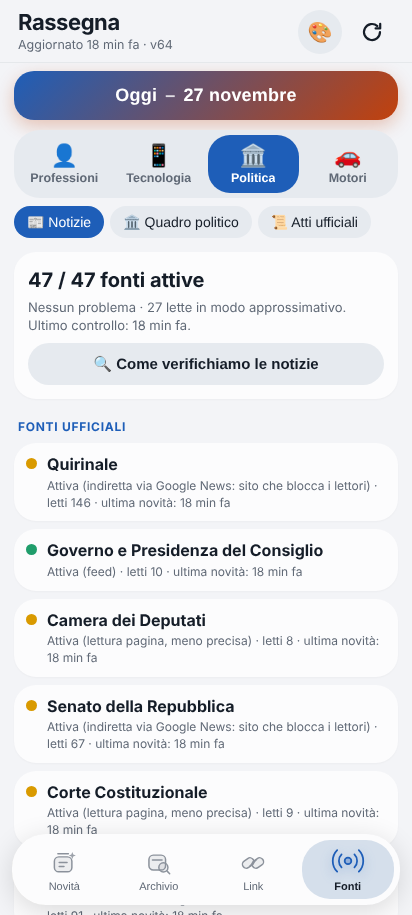 Rassegna
Aggiornato 18 min fa · v64
Oggi – 27 novembre
Professioni
Tecnologia
Politica
Motori
Notizie
Quadro politico
Atti ufficiali
47 / 47 fonti attive
Nessun problema · 27 lette in modo approssimativo.
Ultimo controllo: 18 min fa.
Come verifichiamo le notizie
FONTI UFFICIALI
Quirinale
Attiva (indiretta via Google News: sito che blocca i lettori) ·
letti 146 · ultima novità: 18 min fa
Governo e Presidenza del Consiglio
Attiva (feed) · letti 10 · ultima novità: 18 min fa
Camera dei Deputati
Attiva (lettura pagina, meno precisa) · letti 8 · ultima novità:
18 min fa
Senato della Repubblica
Attiva (indiretta via Google News: sito che blocca i lettori) ·
letti 67 · ultima novità: 18 min fa
Corte Costituzionale
Attiva (lettura pagina, meno precisa) · letti 9 · ultima novità:
18 min fa
Novità
Archivio
Link
Fonti